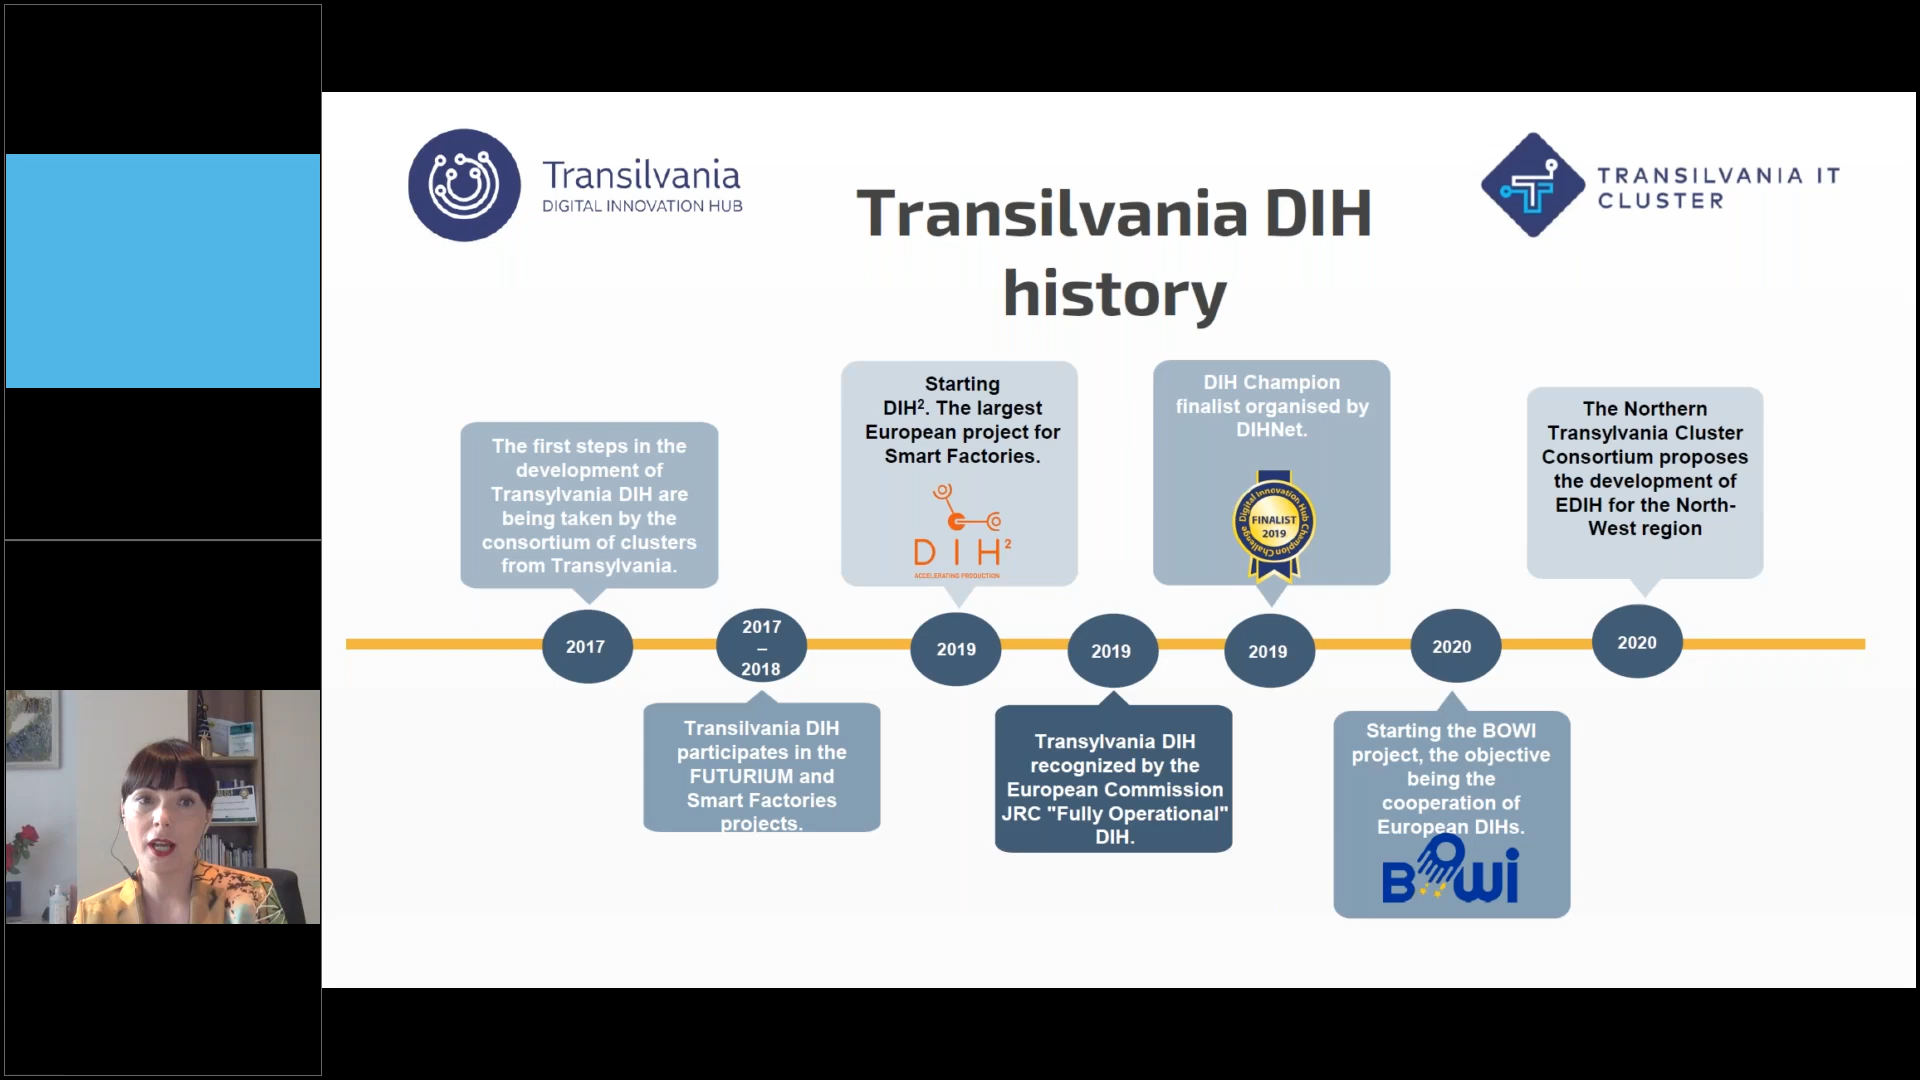 Transilvania
DIGITAL INNOVATION HUB
Transilvania DIH
history
TRANSILVANIA IT
CLUSTER
The first steps in the
development of
Transylvania DIH are
being taken by the
consortium of clusters
from Transylvania.
Starting
DIH². The largest
European project for
Smart Factories.
DIH²
ACCELERATING PRODUCTION
DIH Champion
finalist organised by
DIHNet.
Digital Innovation Hub Champion Challenge
FINALIST
2019
The Northern
Transylvania Cluster
Consortium proposes
the development of
EDIH for the North-
West region
2017
2017
–
2018
2019
2019
2019
2020
2020
Transilvania DIH
participates in the
FUTURIUM and
Smart Factories
projects.
Transylvania DIH
recognized by the
European Commission
JRC "Fully Operational"
DIH.
Starting the BOWI
project, the objective
being the
cooperation of
European DIHs.
BOWI